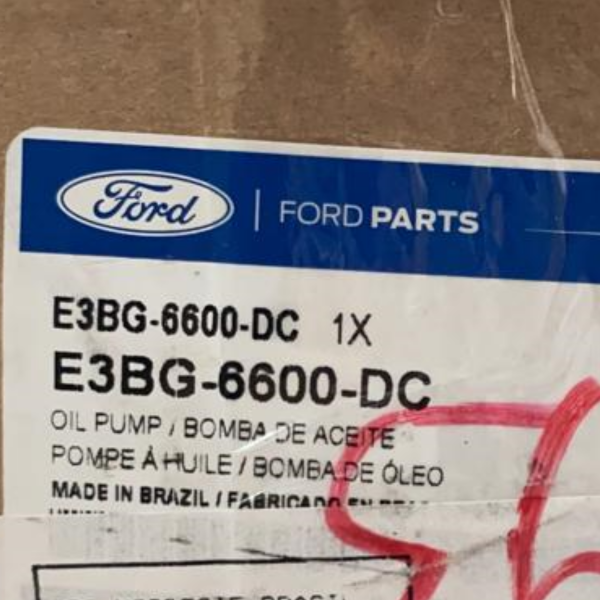 Ford | FORD PARTS
E3BG-6600-DC 1X
E3BG-6600-DC
OIL PUMP / BOMBA DE ACEITE
POMPE À HUILE / BOMBA DE ÓLEO
MADE IN BRAZIL / FABRICADO EN